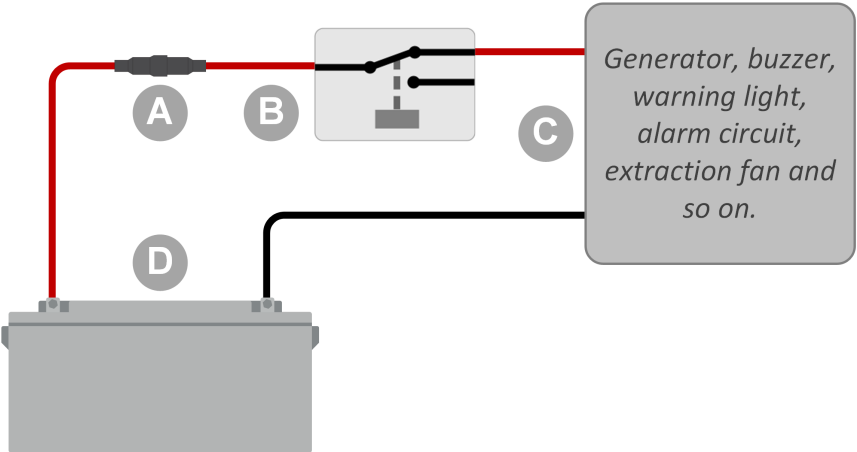 A
B
C
D
Generator, buzzer,
warning light,
alarm circuit,
extraction fan and
so on.